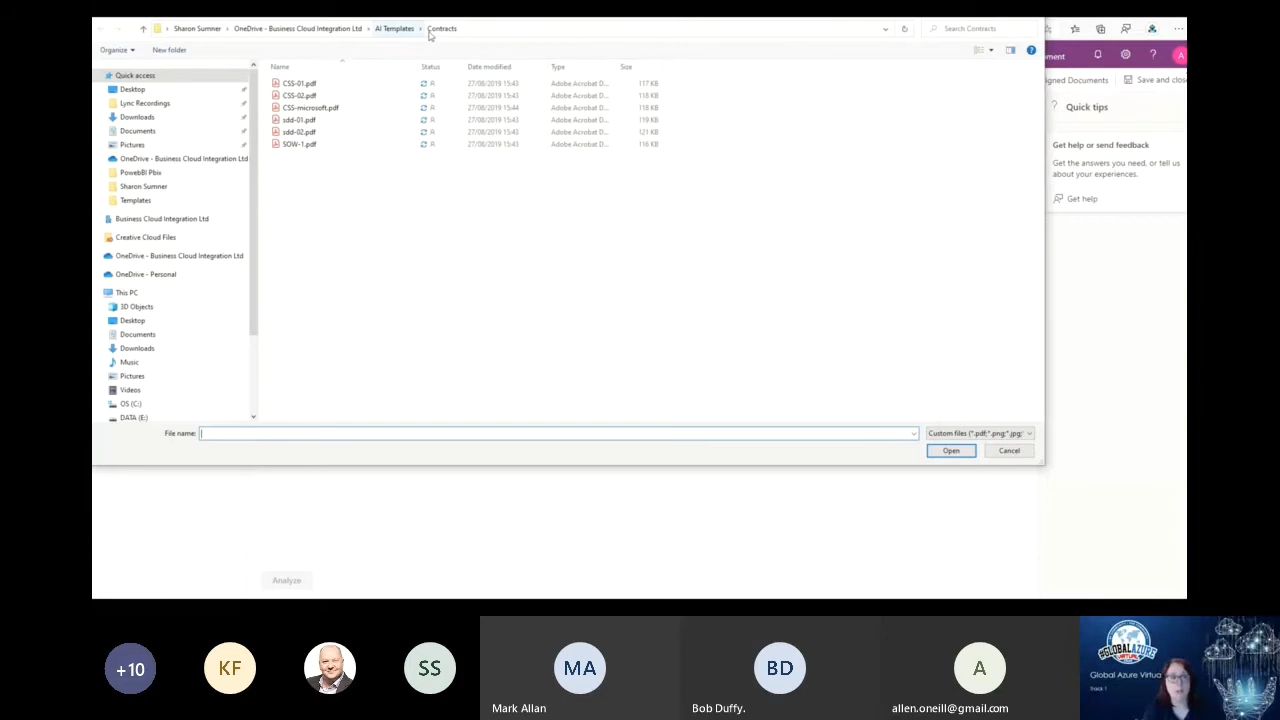 Sharon Sumner › OneDrive - Business Cloud Integration Ltd › AI Templates › Contracts
Search Contracts
Organize New folder
Name Status Date modified Type Size
CSS-01.pdf 27/08/2019 15:43 Adobe Acrobat D... 117 KB
CSS-02.pdf 27/08/2019 15:43 Adobe Acrobat D... 118 KB
CSS-microsoft.pdf 27/08/2019 15:44 Adobe Acrobat D... 118 KB
sdd-01.pdf 27/08/2019 15:43 Adobe Acrobat D... 119 KB
sdd-02.pdf 27/08/2019 15:43 Adobe Acrobat D... 121 KB
SOW-1.pdf 27/08/2019 15:43 Adobe Acrobat D... 116 KB
Quick access
Desktop
Lync Recordings
Downloads
Documents
Pictures
OneDrive - Business Cloud Integration Ltd
PowebBI Pbix
Sharon Sumner
Templates
Business Cloud Integration Ltd
Creative Cloud Files
OneDrive - Business Cloud Integration Ltd
OneDrive - Personal
This PC
3D Objects
Desktop
Documents
Downloads
Music
Pictures
Videos
OS (C:)
DATA (E:)
File name:
Custom files (*.pdf;*.png;*.jpg;*
Open Cancel
ment ? A
igned Documents Save and close
Quick tips
Get help or send feedback
Get the answers you need, or tell us
about your experiences.
Get help
Analyze
+10 KF SS MA BD A
Mark Allan Bob Duffy. allen.oneill@gmail.com
#GLOBALAZURE
VIRTUAL
Global Azure Virtua
Track 1